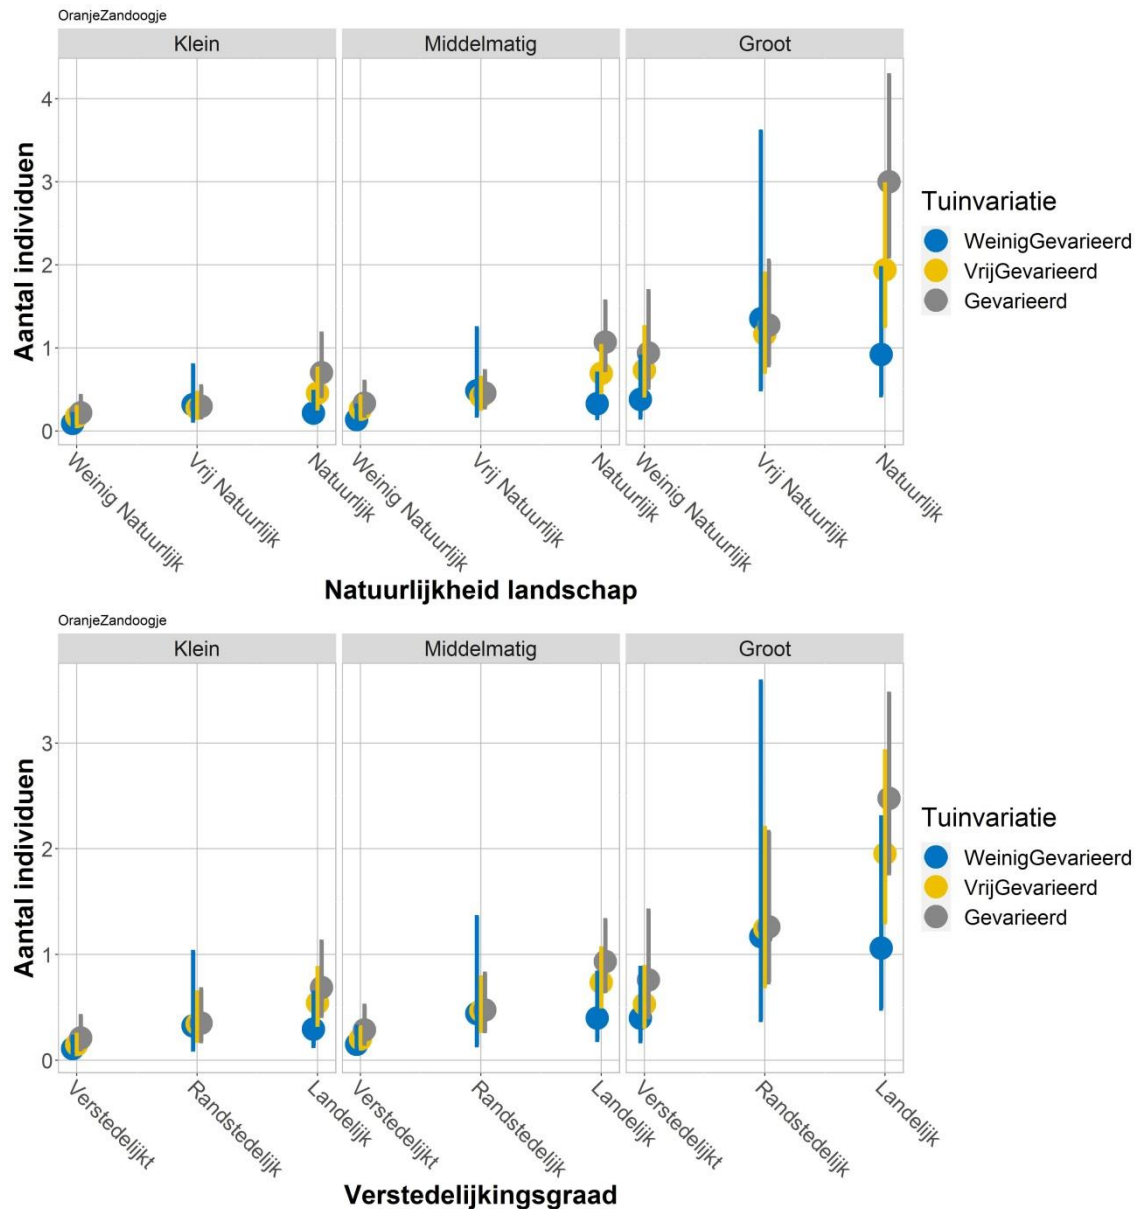 OranjeZandoogje
Klein Middelmatig Groot
4
3
2
1
0
Aantal individuen
Weinig Natuurlijk Vrij Natuurlijk Natuurlijk Weinig Natuurlijk Vrij Natuurlijk Natuurlijk Weinig Natuurlijk Vrij Natuurlijk Natuurlijk
Natuurlijkheid landschap
Tuinvariatie
WeinigGevarieerd
VrijGevarieerd
Gevarieerd
OranjeZandoogje
Klein Middelmatig Groot
3
2
1
0
Aantal individuen
Verstedelijkt Randstedelijk Landelijk Verstedelijkt Randstedelijk Landelijk Verstedelijkt Randstedelijk Landelijk
Verstedelijkingsgraad
Tuinvariatie
WeinigGevarieerd
VrijGevarieerd
Gevarieerd